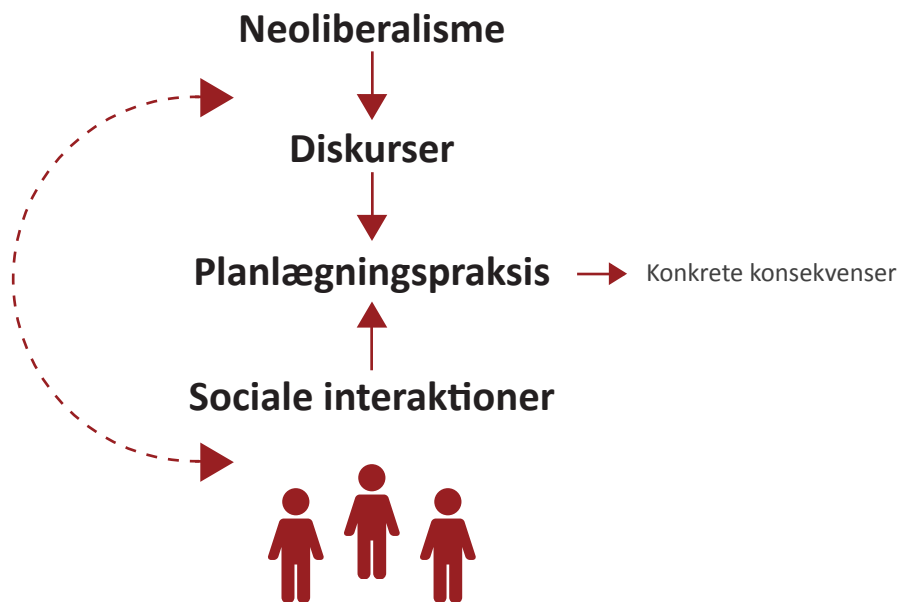 Neoliberalisme
Diskurser
Planlægningspraksis
Konkrete konsekvenser
Sociale interaktioner